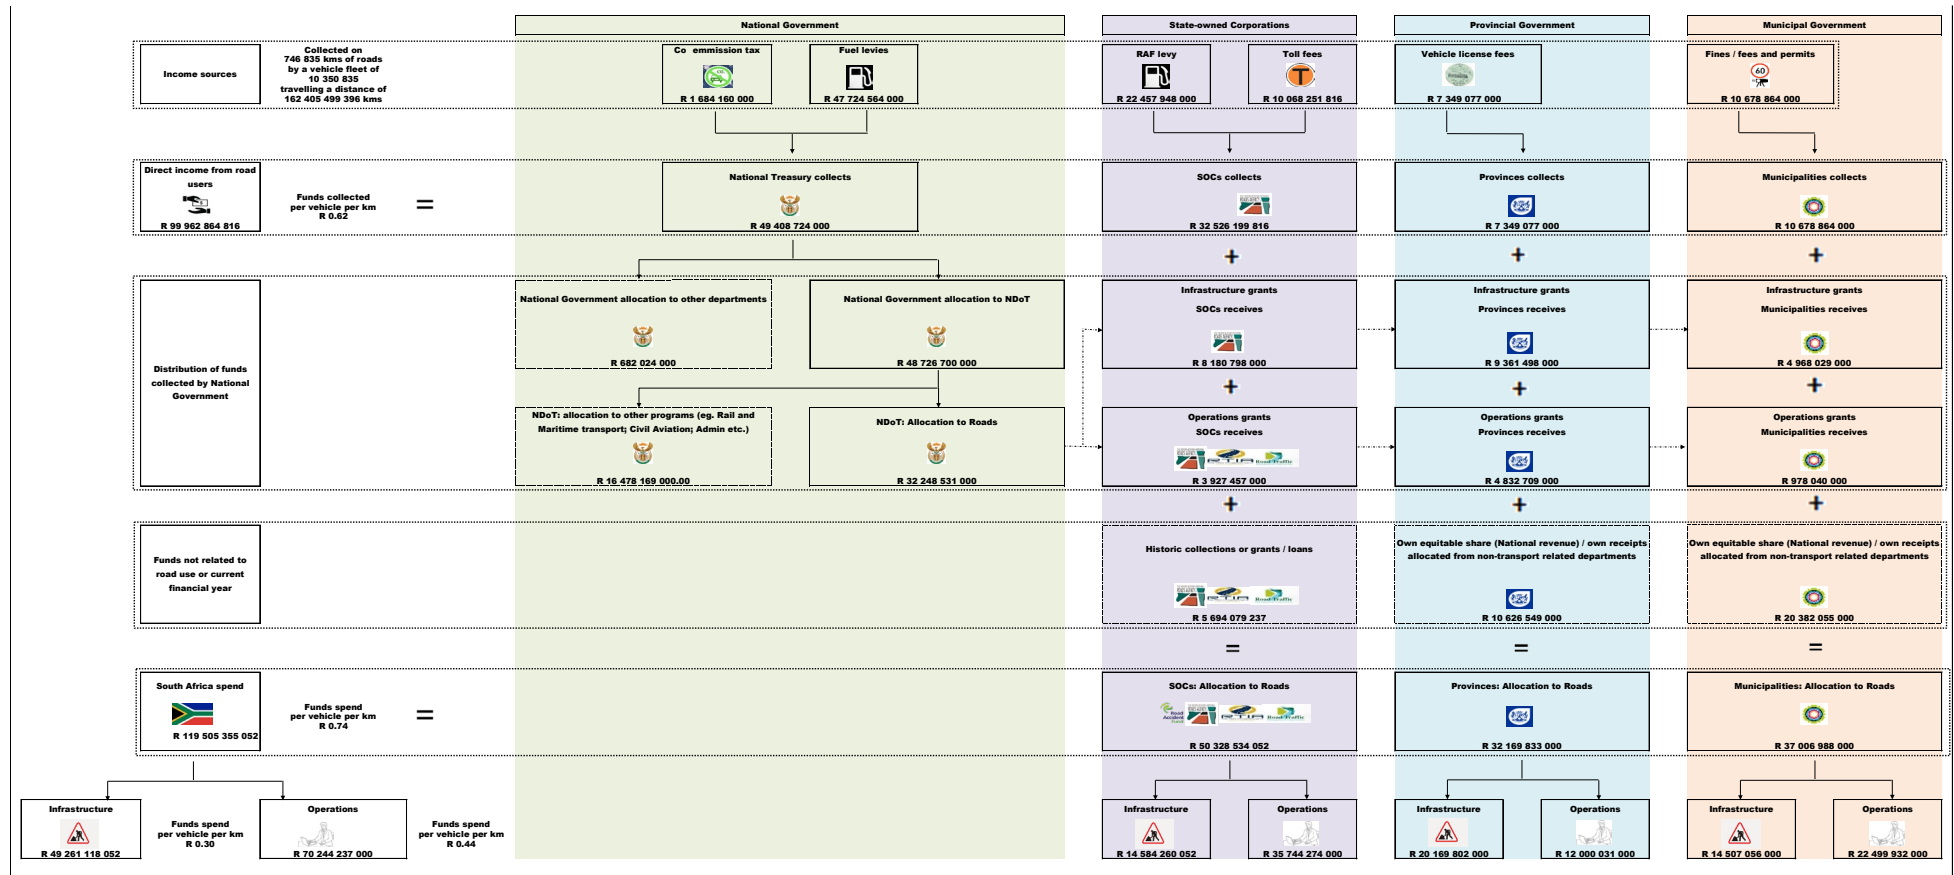 National Government
State-owned Corporations
Provincial Government
Municipal Government
Income sources
Collected on
746 835 kms of roads
by a vehicle fleet of
10 350 835
travelling a distance of
162 405 499 396 kms
Co emmission tax
R 1 684 160 000
Fuel levies
R 47 724 564 000
RAF levy
R 22 457 948 000
Toll fees
T
R 10 068 251 816
Vehicle license fees
R 7 349 077 000
Fines / fees and permits
60
R 10 678 864 000
Direct income from road
users
R 99 962 864 816
Funds collected
per vehicle per km
R 0.62
=
National Treasury collects
R 49 408 724 000
SOCs collects
R 32 526 199 816
Provinces collects
R 7 349 077 000
Municipalities collects
R 10 678 864 000
+
+
+
Distribution of funds
collected by National
Government
National Government allocation to other departments
R 682 024 000
National Government allocation to NDoT
R 48 726 700 000
Infrastructure grants
SOCs receives
R 8 180 798 000
Infrastructure grants
Provinces receives
R 9 361 498 000
Infrastructure grants
Municipalities receives
R 4 968 029 000
+
+
+
NDoT: allocation to other programs (eg. Rail and
Maritime transport; Civil Aviation; Admin etc.)
R 16 478 169 000.00
NDoT: Allocation to Roads
R 32 248 531 000
Operations grants
SOCs receives
RTIA
Road Traffic
R 3 927 457 000
Operations grants
Provinces receives
R 4 832 709 000
Operations grants
Municipalities receives
R 978 040 000
+
+
+
Funds not related to
road use or current
financial year
Historic collections or grants / loans
RTIA
Road Traffic
R 5 694 079 237
Own equitable share (National revenue) / own receipts
allocated from non-transport related departments
R 10 626 549 000
Own equitable share (National revenue) / own receipts
allocated from non-transport related departments
R 20 382 055 000
=
=
=
South Africa spend
R 119 505 355 052
Funds spend
per vehicle per km
R 0.74
=
SOCs: Allocation to Roads
Road
Accident
Fund
RTIA
Road Traffic
R 50 328 534 052
Provinces: Allocation to Roads
R 32 169 833 000
Municipalities: Allocation to Roads
R 37 006 988 000
Infrastructure
R 49 261 118 052
Funds spend
per vehicle per km
R 0.30
Operations
R 70 244 237 000
Funds spend
per vehicle per km
R 0.44
Infrastructure
R 14 584 260 052
Operations
R 35 744 274 000
Infrastructure
R 20 169 802 000
Operations
R 12 000 031 000
Infrastructure
R 14 507 056 000
Operations
R 22 499 932 000